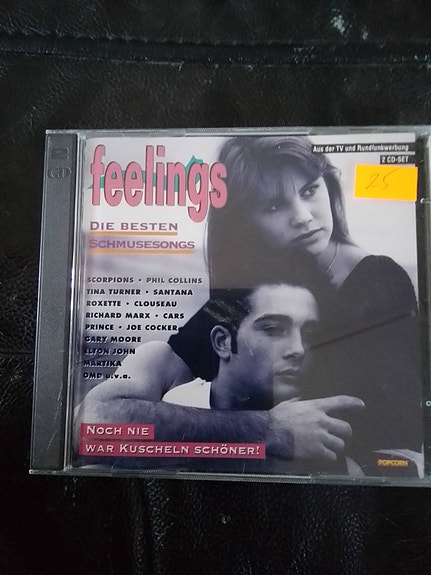 2
CD
Aus der TV und Rundfunkwerbung
2 CD-SET
feelings
25
DIE BESTEN
SCHMUSESONGS
SCORPIONS • PHIL COLLINS
TINA TURNER • SANTANA
ROXETTE • CLOUSEAU
RICHARD MARX • CARS
PRINCE • JOE COCKER
GARY MOORE
ELTON JOHN
MARTIKA
OMD u.v.a.
NOCH NIE
WAR KUSCHELN SCHÖNER!
POPCORN